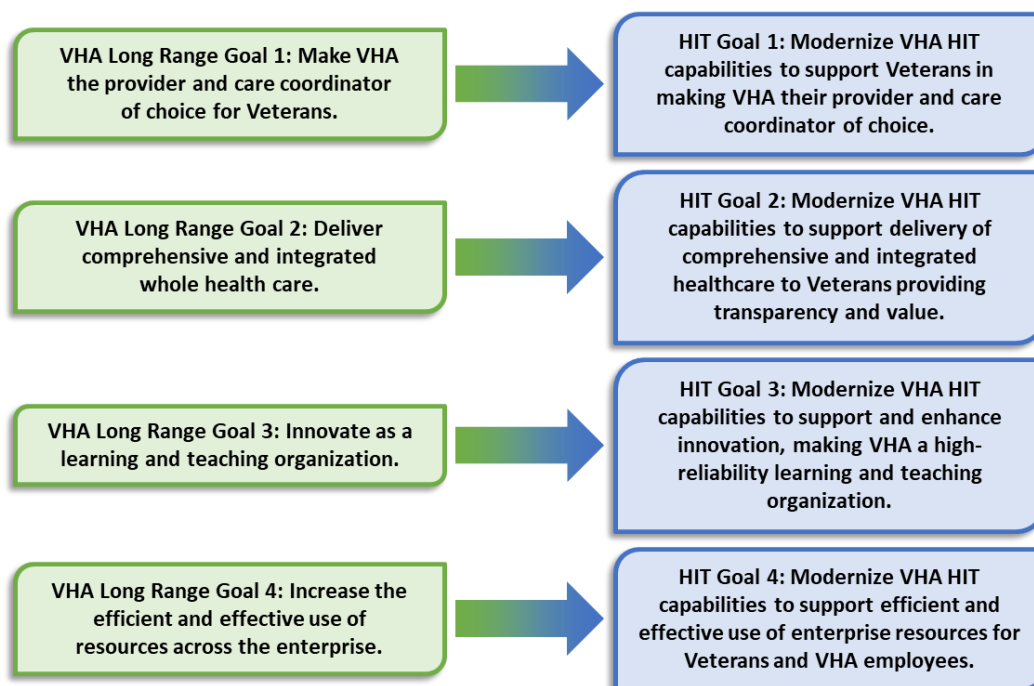 VHA Long Range Goal 1: Make VHA
the provider and care coordinator
of choice for Veterans.
HIT Goal 1: Modernize VHA HIT
capabilities to support Veterans in
making VHA their provider and care
coordinator of choice.
VHA Long Range Goal 2: Deliver
comprehensive and integrated
whole health care.
HIT Goal 2: Modernize VHA HIT
capabilities to support delivery of
comprehensive and integrated
healthcare to Veterans providing
transparency and value.
VHA Long Range Goal 3: Innovate as a
learning and teaching organization.
HIT Goal 3: Modernize VHA HIT
capabilities to support and enhance
innovation, making VHA a high-
reliability learning and teaching
organization.
VHA Long Range Goal 4: Increase the
efficient and effective use of
resources across the enterprise.
HIT Goal 4: Modernize VHA HIT
capabilities to support efficient and
effective use of enterprise resources for
Veterans and VHA employees.